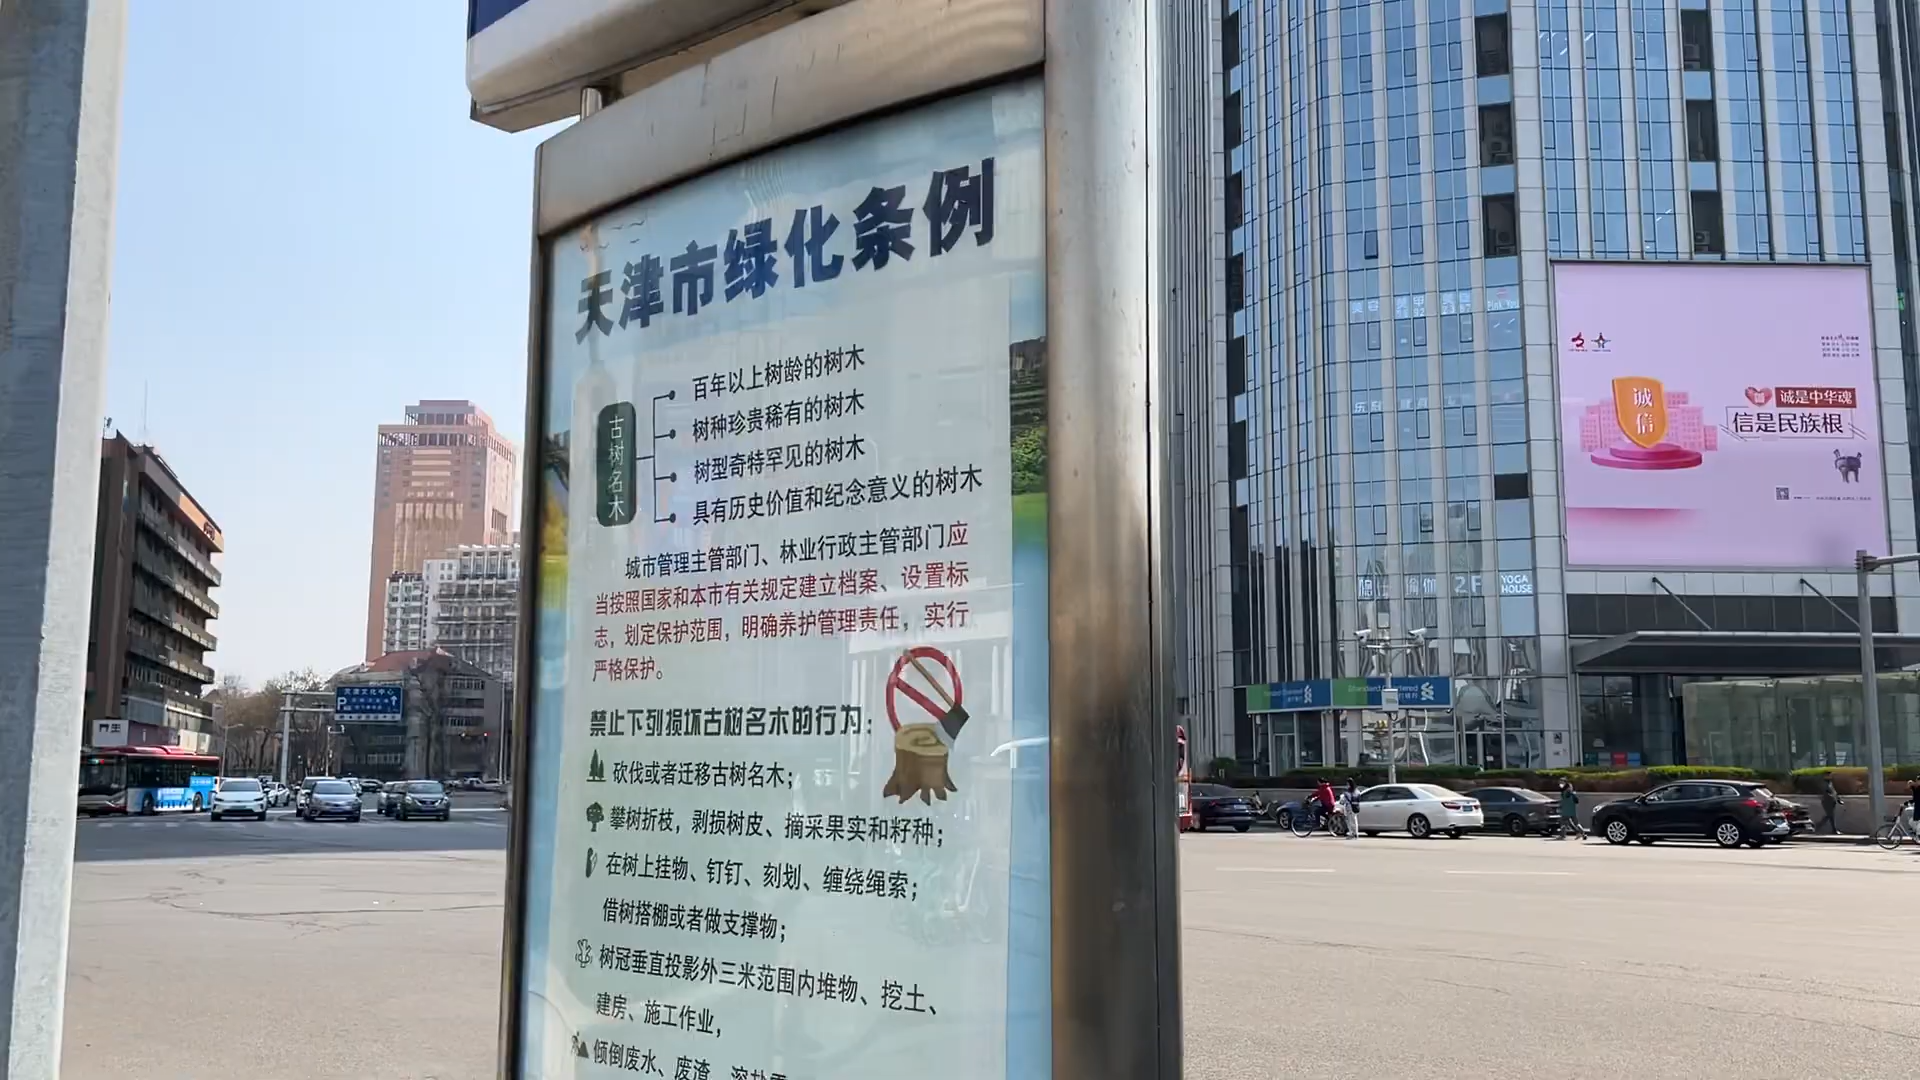 天津市绿化条例
古树名木
百年以上树龄的树木
树种珍贵稀有的树木
树型奇特罕见的树木
具有历史价值和纪念意义的树木
城市管理主管部门、林业行政主管部门应
当按照国家和本市有关规定建立档案、设置标
志，划定保护范围，明确养护管理责任，实行
严格保护。
禁止下列损坏古树名木的行为：
砍伐或者迁移古树名木；
攀树折枝，剥损树皮、摘采果实和籽种；
在树上挂物、钉钉、刻划、缠绕绳索；
借树搭棚或者做支撑物；
树冠垂直投影外三米范围内堆物、挖土、
建房、施工作业，
倾倒废水、废渣
诚信
诚是中华魂
信是民族根
2F
YOGA
HOUSE
Standard Chartered
天津文化中心
P